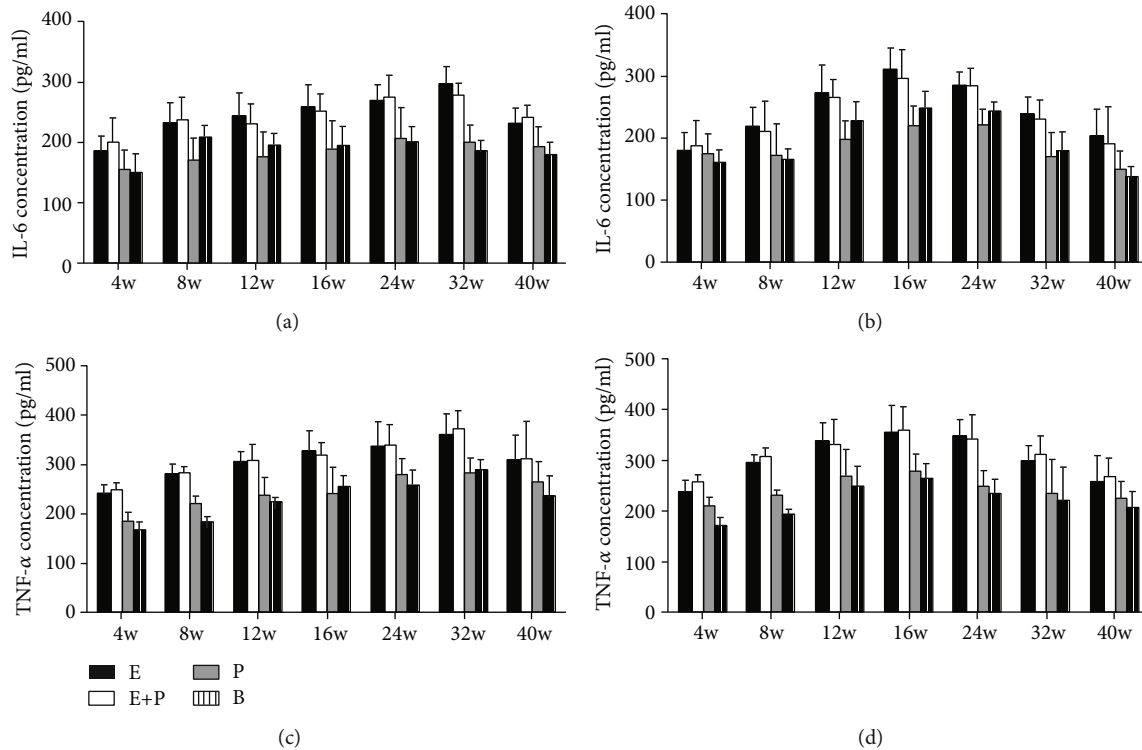 IL-6 concentration (pg/ml)
400
300
200
100
0
4w 8w 12w 16w 24w 32w 40w
(a)
IL-6 concentration (pg/ml)
400
300
200
100
0
4w 8w 12w 16w 24w 32w 40w
(b)
TNF-α concentration (pg/ml)
500
400
300
200
100
0
4w 8w 12w 16w 24w 32w 40w
E P
E+P B
(c)
TNF-α concentration (pg/ml)
500
400
300
200
100
0
4w 8w 12w 16w 24w 32w 40w
(d)